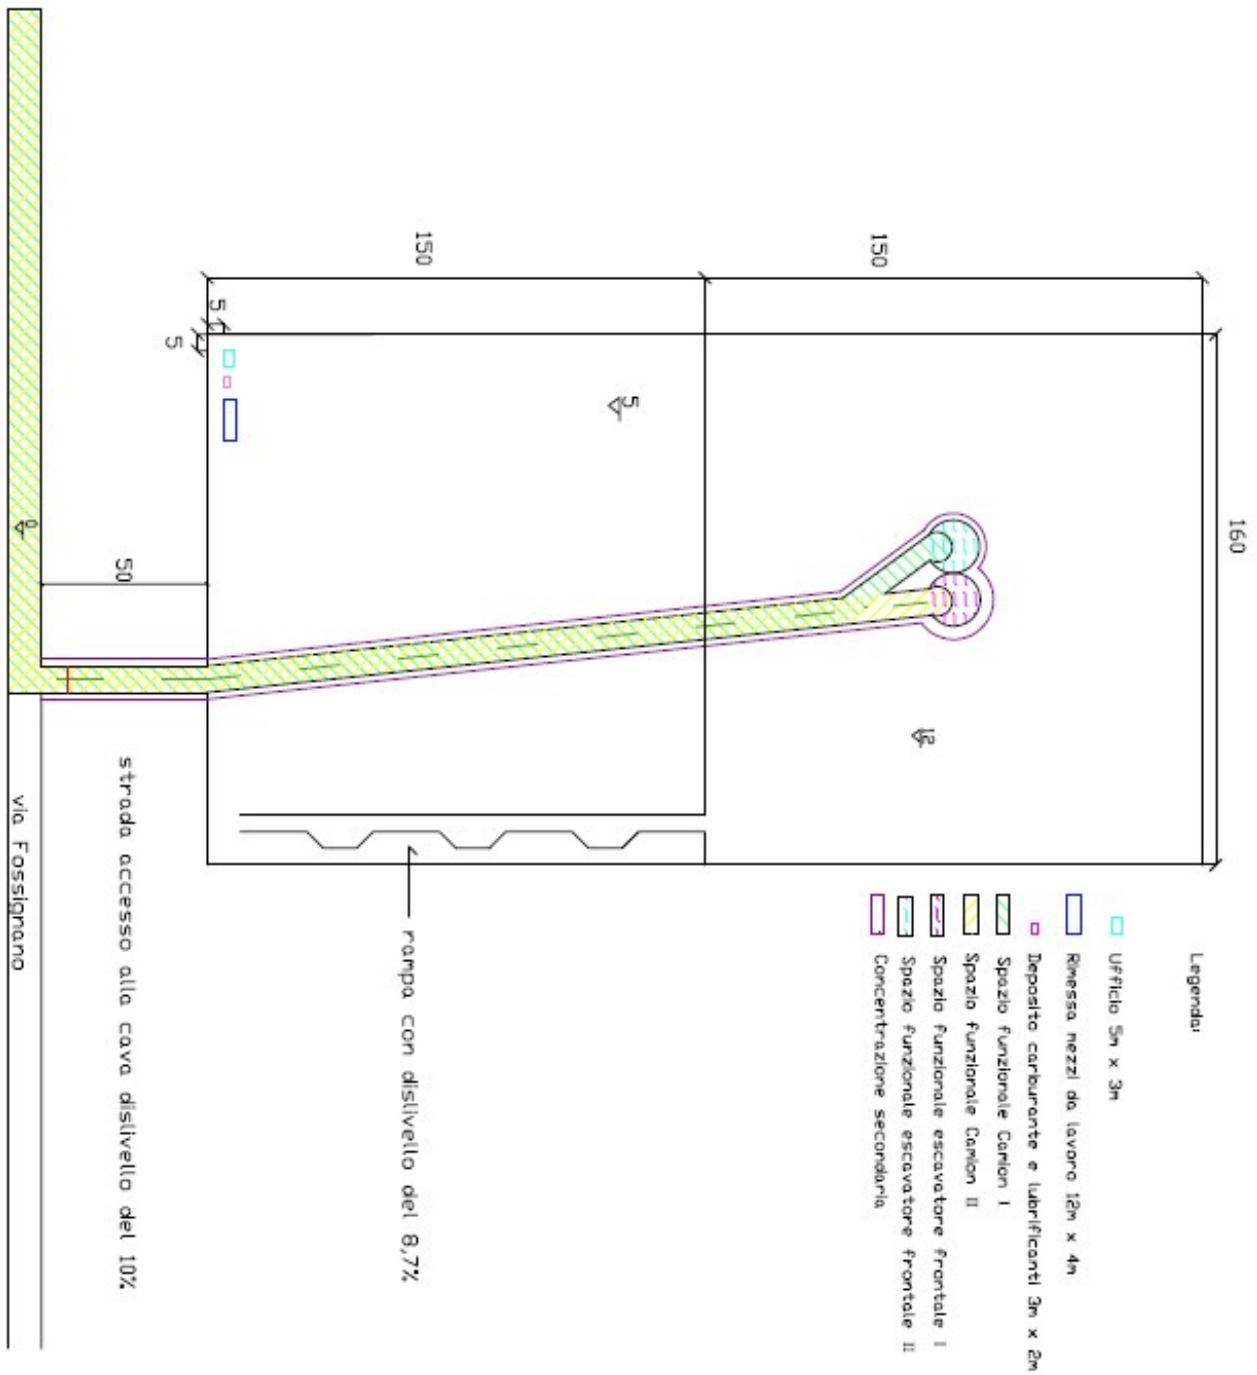 150
150
5
5
160
5
0
50
12
strada accesso alla cava dislivello del 10%
via Fossignano
rampa con dislivello del 8,7%
Legenda:
Ufficio 5m x 3m
Rimessa mezzi da lavoro 12m x 4m
Deposito carburante e lubrificanti 3m x 2m
Spazio funzionale Camion I
Spazio funzionale Camion II
Spazio funzionale escavatore frontale I
Spazio funzionale escavatore frontale II
Concentrazione secondaria